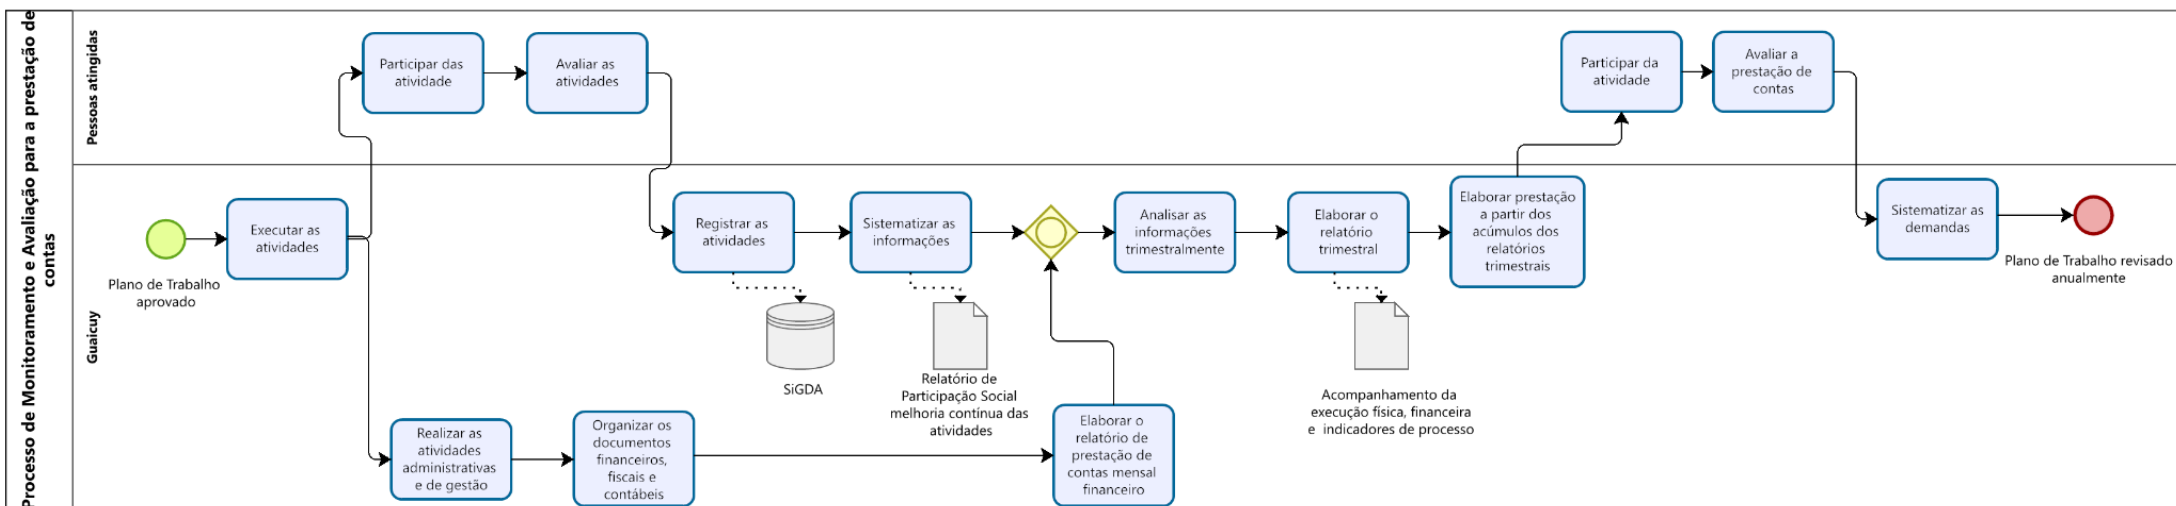 Processo de Monitoramento e Avaliação para a prestação de
contas
Pessoas atingidas
Participar das
atividade
Avaliar as
atividades
Participar da
atividade
Avaliar a
prestação de
contas
Guaicuy
Plano de Trabalho
aprovado
Executar as
atividades
Registrar as
atividades
SiGDA
Sistematizar as
informações
Relatório de
Participação Social
melhoria contínua das
atividades
Analisar as
informações
trimestralmente
Elaborar o
relatório
trimestral
Acompanhamento da
execução física, financeira
e indicadores de processo
Elaborar prestação
a partir dos
acúmulos dos
relatórios
trimestrais
Sistematizar as
demandas
Plano de Trabalho revisado
anualmente
Realizar as
atividades
administrativas
e de gestão
Organizar os
documentos
financeiros,
fiscais e
contábeis
Elaborar o
relatório de
prestação de
contas mensal
financeiro